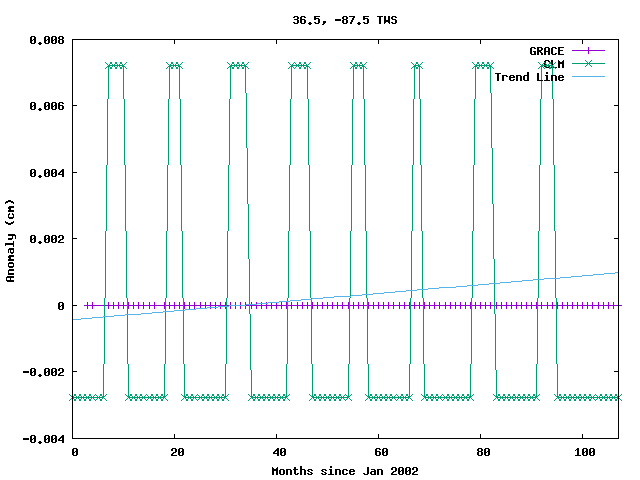 36.5, -87.5 TWS
0.008
0.006
0.004
0.002
0
-0.002
-0.004
Anomaly (cm)
GRACE
CLM
Trend Line
0 20 40 60 80 100
Months since Jan 2002